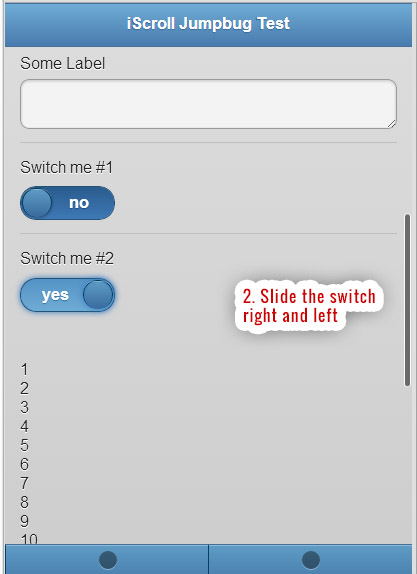 iScroll Jumpbug Test
Some Label
Switch me #1
no
Switch me #2
yes
2. Slide the switch
right and left
1
2
3
4
5
6
7
8
9
10